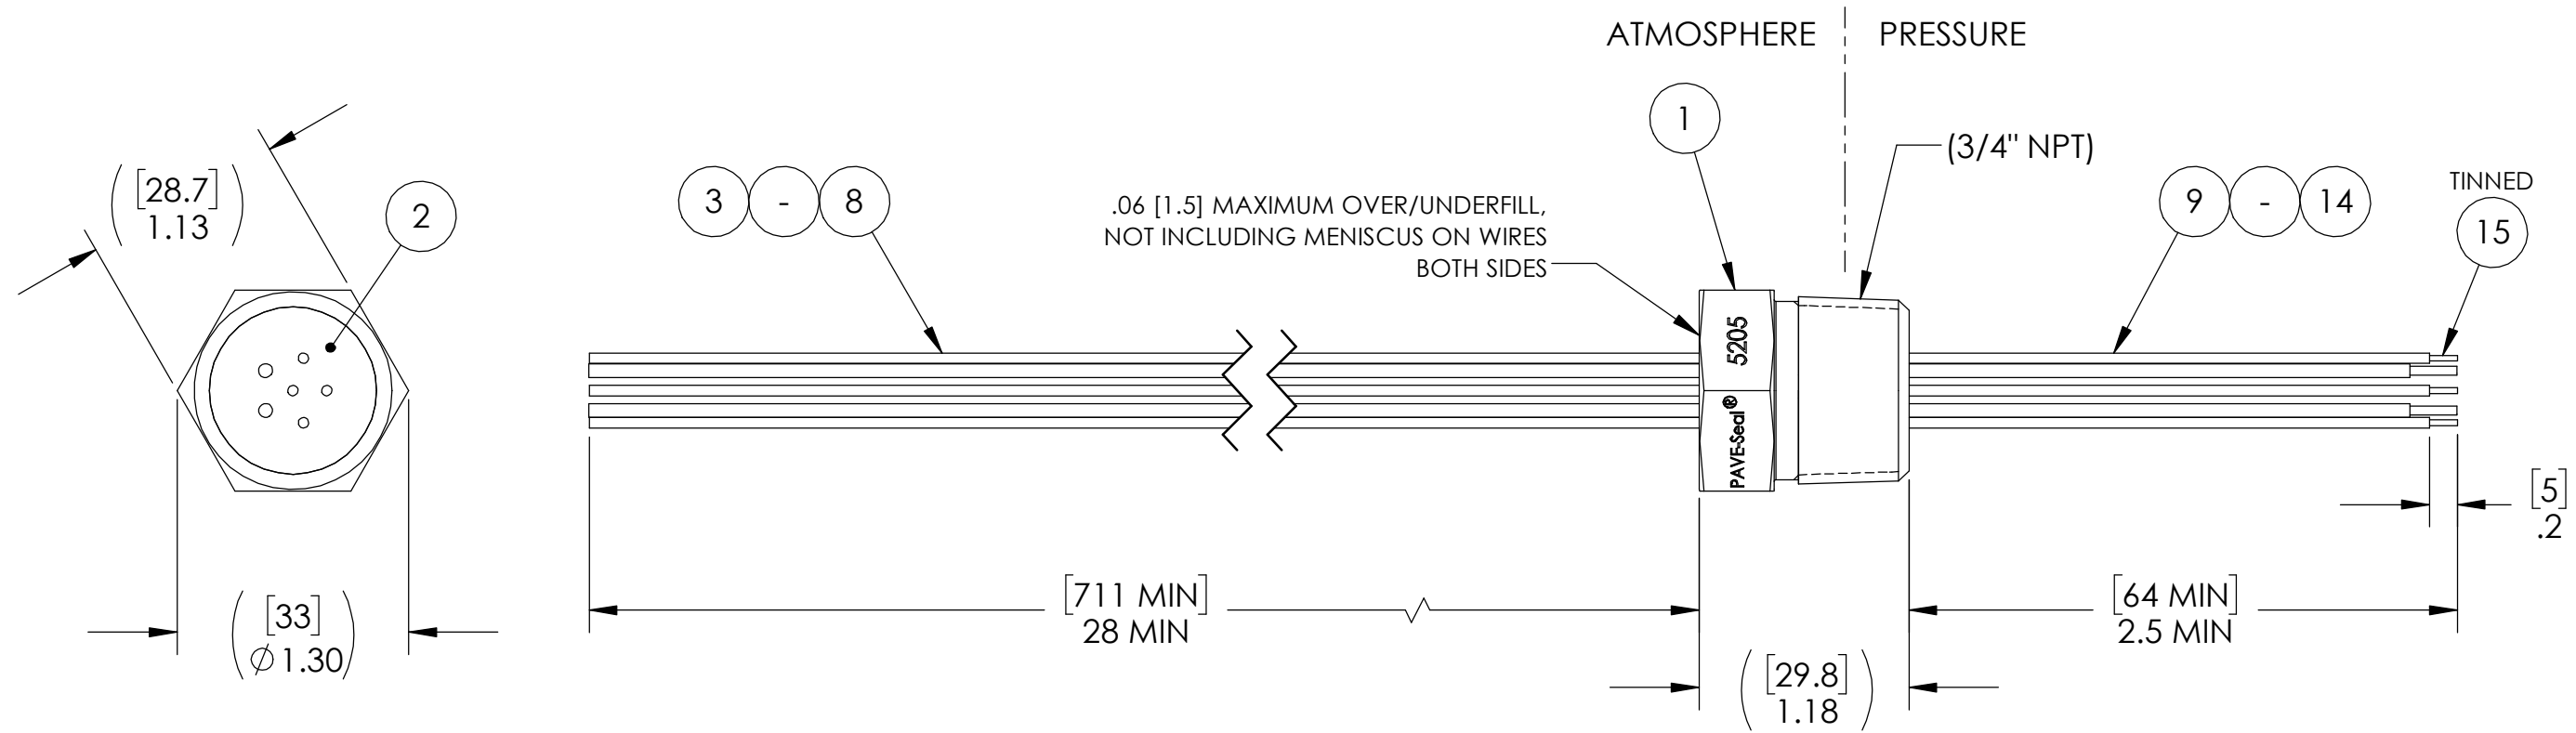 ATMOSPHERE
PRESSURE
1
(3/4" NPT)
[28.7]
1.13
2
3 - 8
.06 [1.5] MAXIMUM OVER/UNDERFILL,
NOT INCLUDING MENISCUS ON WIRES
BOTH SIDES
9 - 14
TINNED
15
5205
PAVE-Seal®
[5]
.2
[33]
∅1.30
[711 MIN]
28 MIN
[64 MIN]
2.5 MIN
[29.8]
1.18